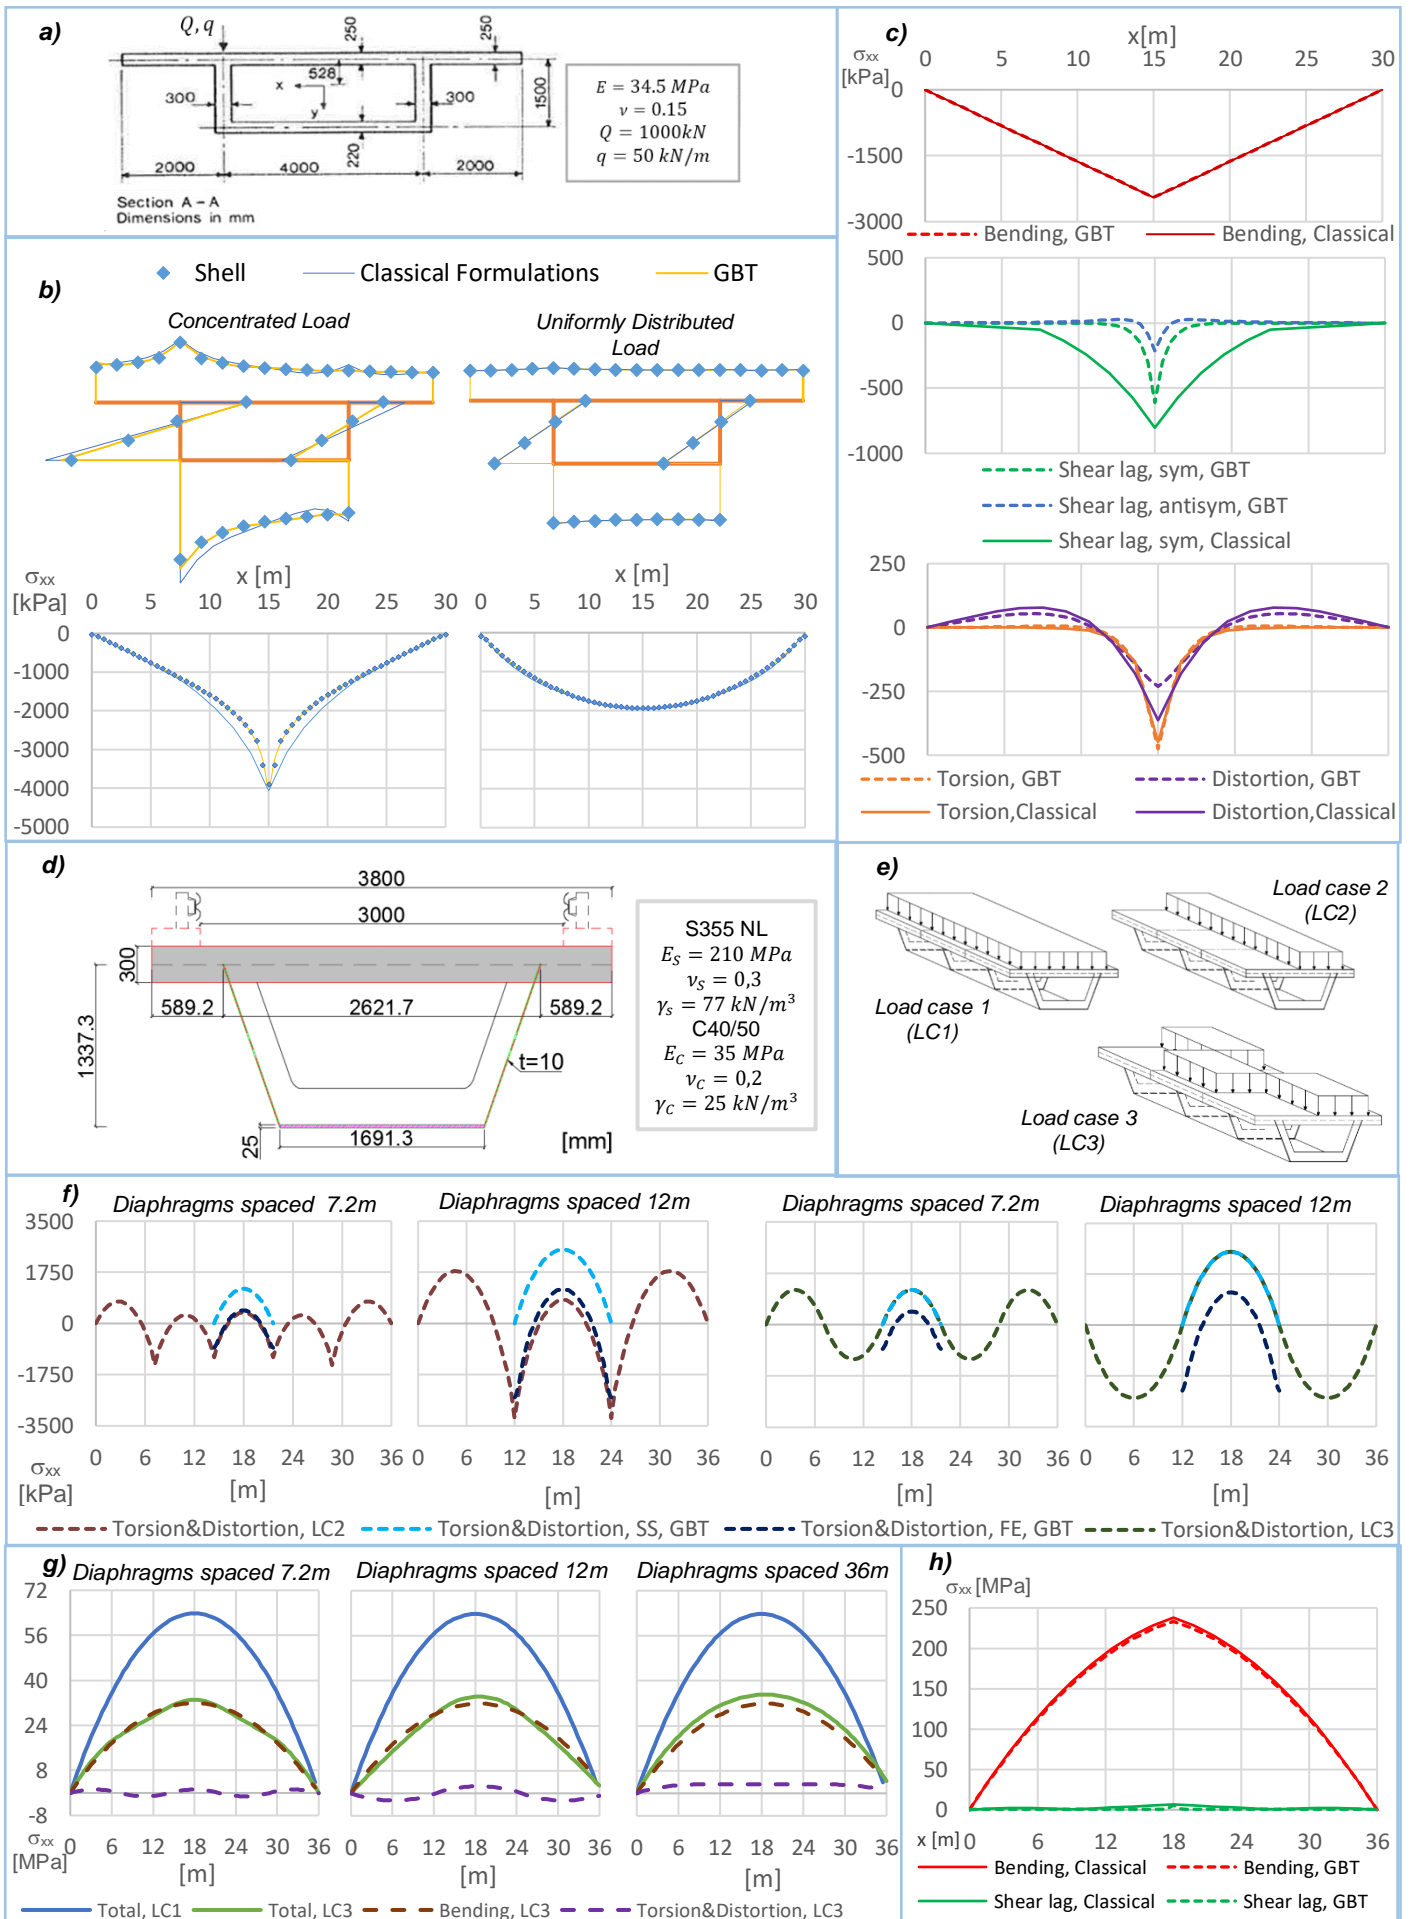 a)
Q, q
250
250
528
x
y
300
300
1500
220
2000
4000
2000
Section A – A
Dimensions in mm
E = 34.5 MPa
ν = 0.15
Q = 1000kN
q = 50 kN/m
b)
Shell
Classical Formulations
GBT
Concentrated Load
Uniformly Distributed
Load
σxx
[kPa]
x [m]
x [m]
0 5 10 15 20 25 30
0 5 10 15 20 25 30
0
-1000
-2000
-3000
-4000
-5000
c)
x[m]
σxx
[kPa]
0 5 10 15 20 25 30
0
-1500
-3000
Bending, GBT
Bending, Classical
500
0
-500
-1000
Shear lag, sym, GBT
Shear lag, antisym, GBT
Shear lag, sym, Classical
250
0
-250
-500
Torsion, GBT
Distortion, GBT
Torsion,Classical
Distortion,Classical
d)
3800
3000
300
589.2
2621.7
589.2
1337.3
t=10
25
1691.3
[mm]
S355 NL
E_S = 210 MPa
ν_S = 0,3
γ_s = 77 kN/m³
C40/50
E_C = 35 MPa
ν_C = 0,2
γ_C = 25 kN/m³
e)
Load case 1
(LC1)
Load case 2
(LC2)
Load case 3
(LC3)
f)
Diaphragms spaced 7.2m
Diaphragms spaced 12m
Diaphragms spaced 7.2m
Diaphragms spaced 12m
3500
1750
0
-1750
-3500
0 6 12 18 24 30 36
0 6 12 18 24 30 36
0 6 12 18 24 30 36
0 6 12 18 24 30 36
σxx
[kPa]
[m]
[m]
[m]
[m]
Torsion&Distortion, LC2
Torsion&Distortion, SS, GBT
Torsion&Distortion, FE, GBT
Torsion&Distortion, LC3
g)
Diaphragms spaced 7.2m
Diaphragms spaced 12m
Diaphragms spaced 36m
72
56
40
24
8
-8
0 6 12 18 24 30 36
0 6 12 18 24 30 36
0 6 12 18 24 30 36
σxx
[MPa]
[m]
[m]
[m]
Total, LC1
Total, LC3
Bending, LC3
Torsion&Distortion, LC3
h)
σxx [MPa]
250
200
150
100
50
0
x [m]
0 6 12 18 24 30 36
Bending, Classical
Bending, GBT
Shear lag, Classical
Shear lag, GBT